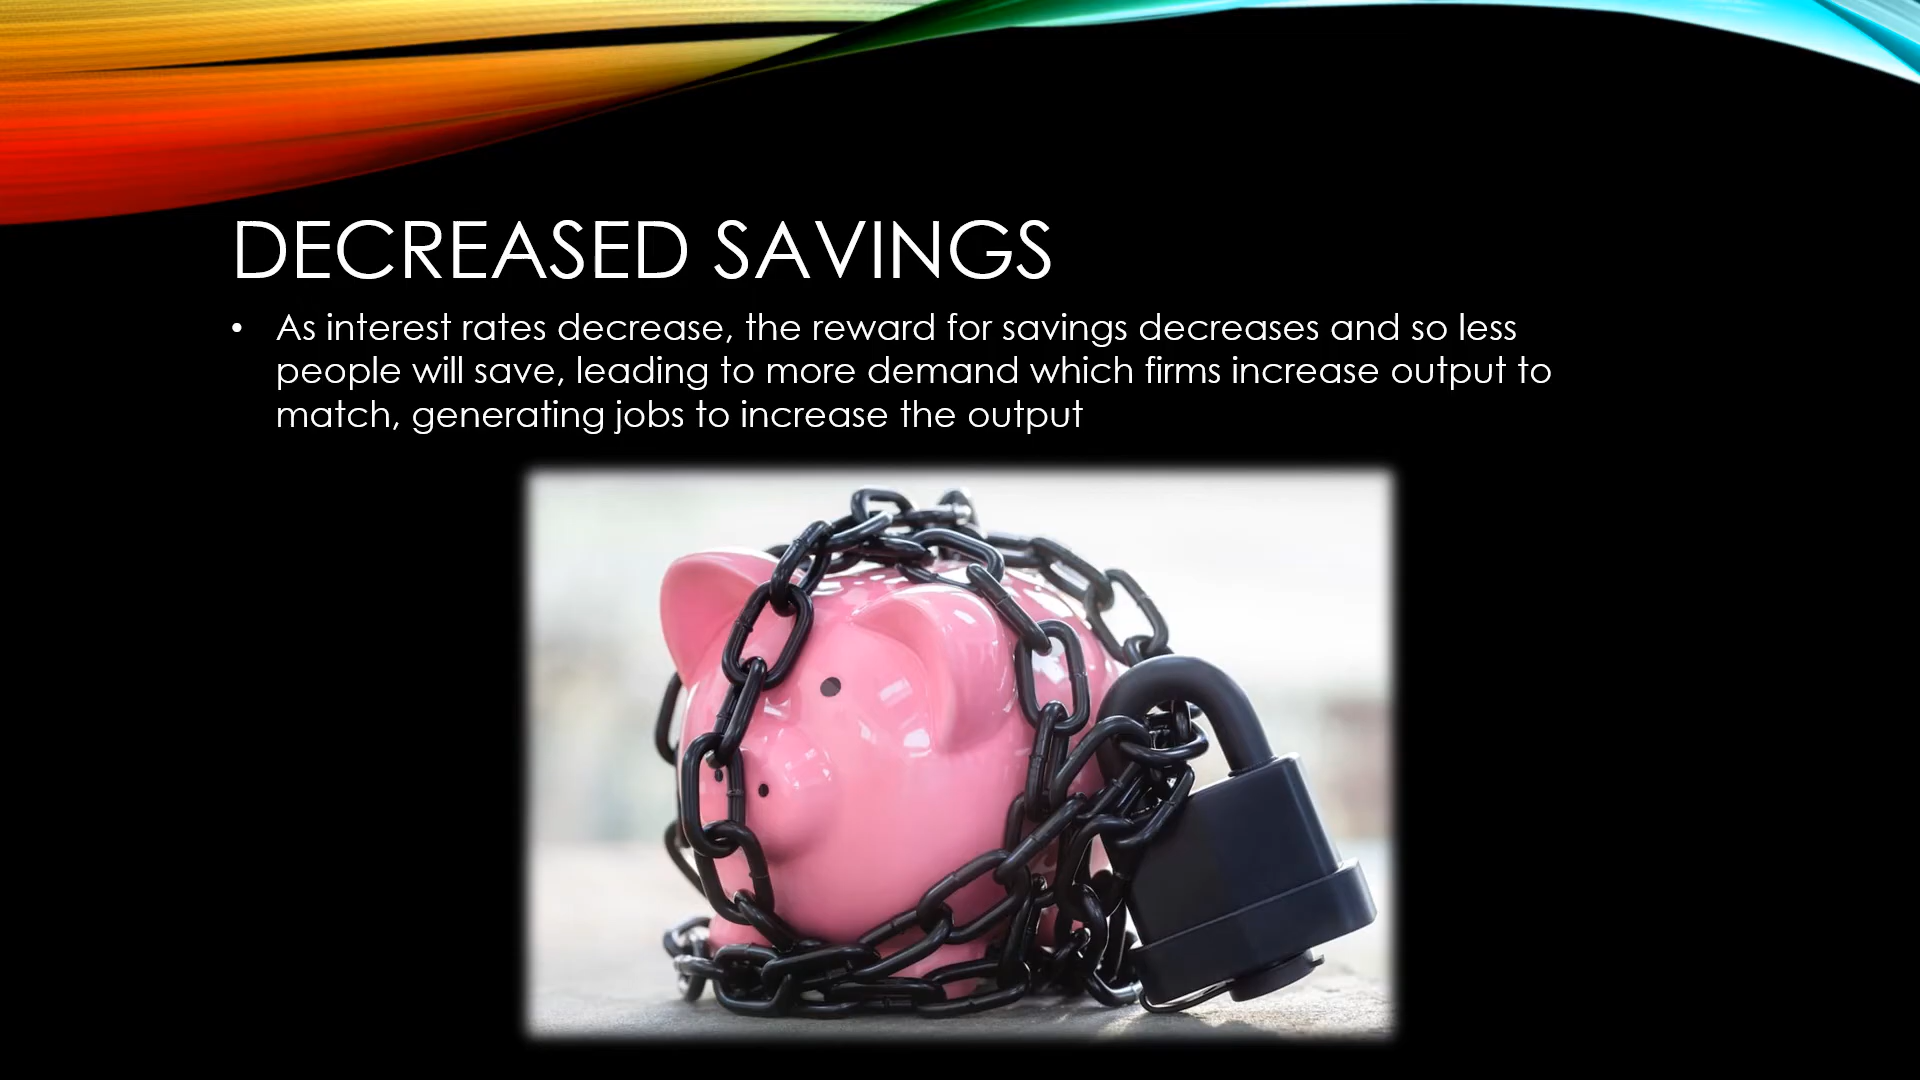 DECREASED SAVINGS
• As interest rates decrease, the reward for savings decreases and so less
people will save, leading to more demand which firms increase output to
match, generating jobs to increase the output